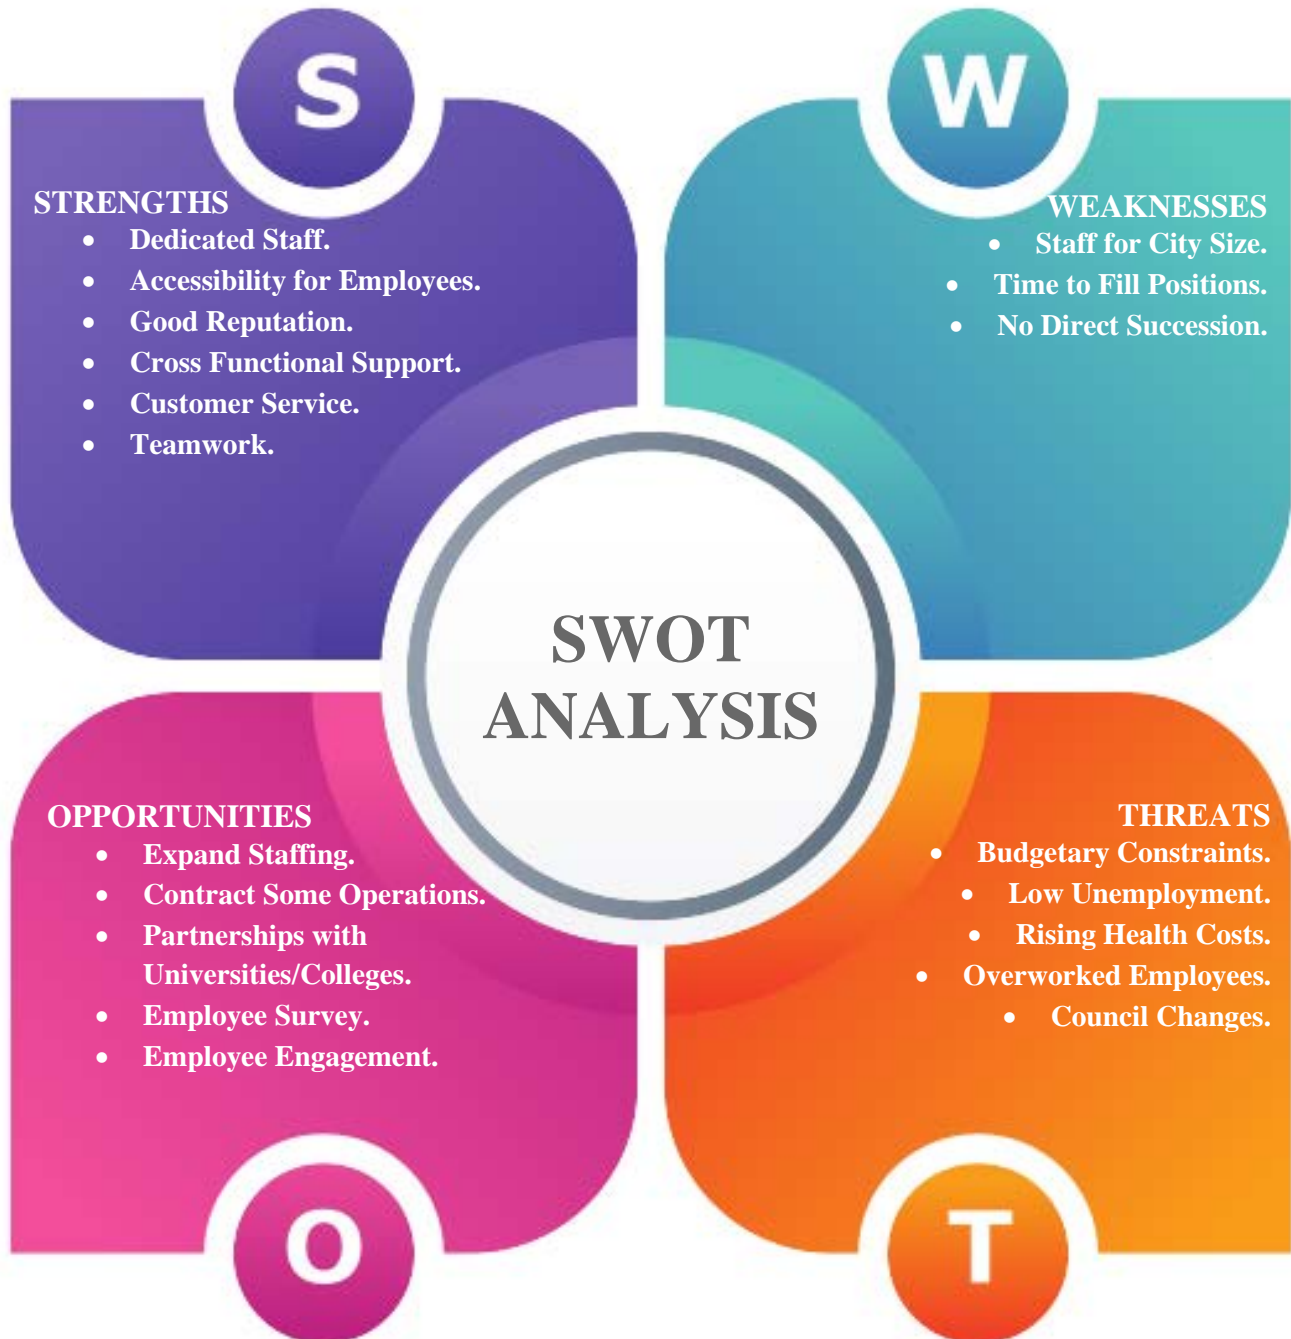 S
STRENGTHS
• Dedicated Staff.
• Accessibility for Employees.
• Good Reputation.
• Cross Functional Support.
• Customer Service.
• Teamwork.
W
WEAKNESSES
• Staff for City Size.
• Time to Fill Positions.
• No Direct Succession.
SWOT
ANALYSIS
OPPORTUNITIES
• Expand Staffing.
• Contract Some Operations.
• Partnerships with
Universities/Colleges.
• Employee Survey.
• Employee Engagement.
O
THREATS
• Budgetary Constraints.
• Low Unemployment.
• Rising Health Costs.
• Overworked Employees.
• Council Changes.
T